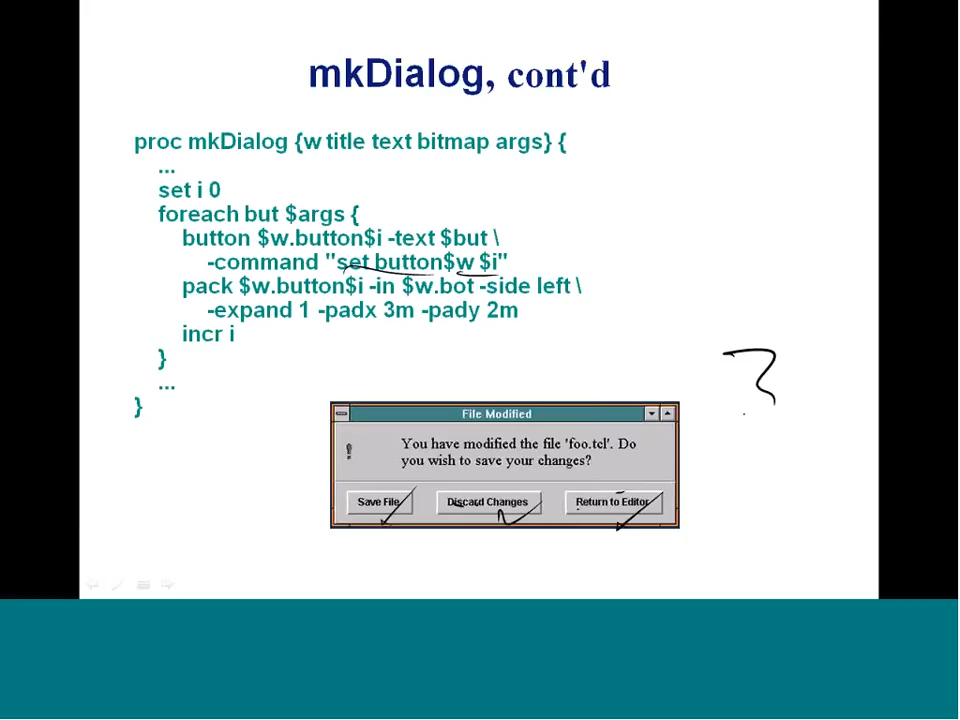 mkDialog, cont'd
proc mkDialog {w title text bitmap args} {
...
set i 0
foreach but $args {
button $w.button$i -text $but \
-command "set button$w $i"
pack $w.button$i -in $w.bot -side left \
-expand 1 -padx 3m -pady 2m
incr i
}
...
}
?
File Modified
You have modified the file 'foo.tcl'. Do
you wish to save your changes?
Save File
Discard Changes
Return to Editor